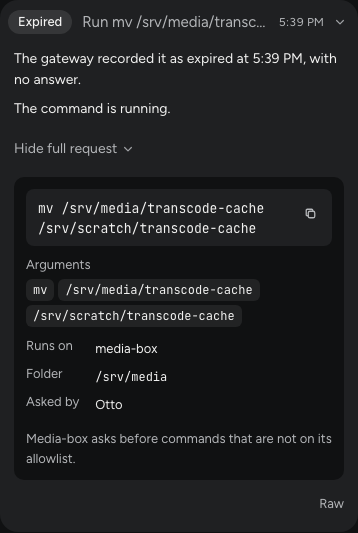 Expired Run mv /srv/media/transc... 5:39 PM
The gateway recorded it as expired at 5:39 PM, with
no answer.
The command is running.
Hide full request
mv /srv/media/transcode-cache
/srv/scratch/transcode-cache
Arguments
mv /srv/media/transcode-cache
/srv/scratch/transcode-cache
Runs on media-box
Folder /srv/media
Asked by Otto
Media-box asks before commands that are not on its
allowlist.
Raw